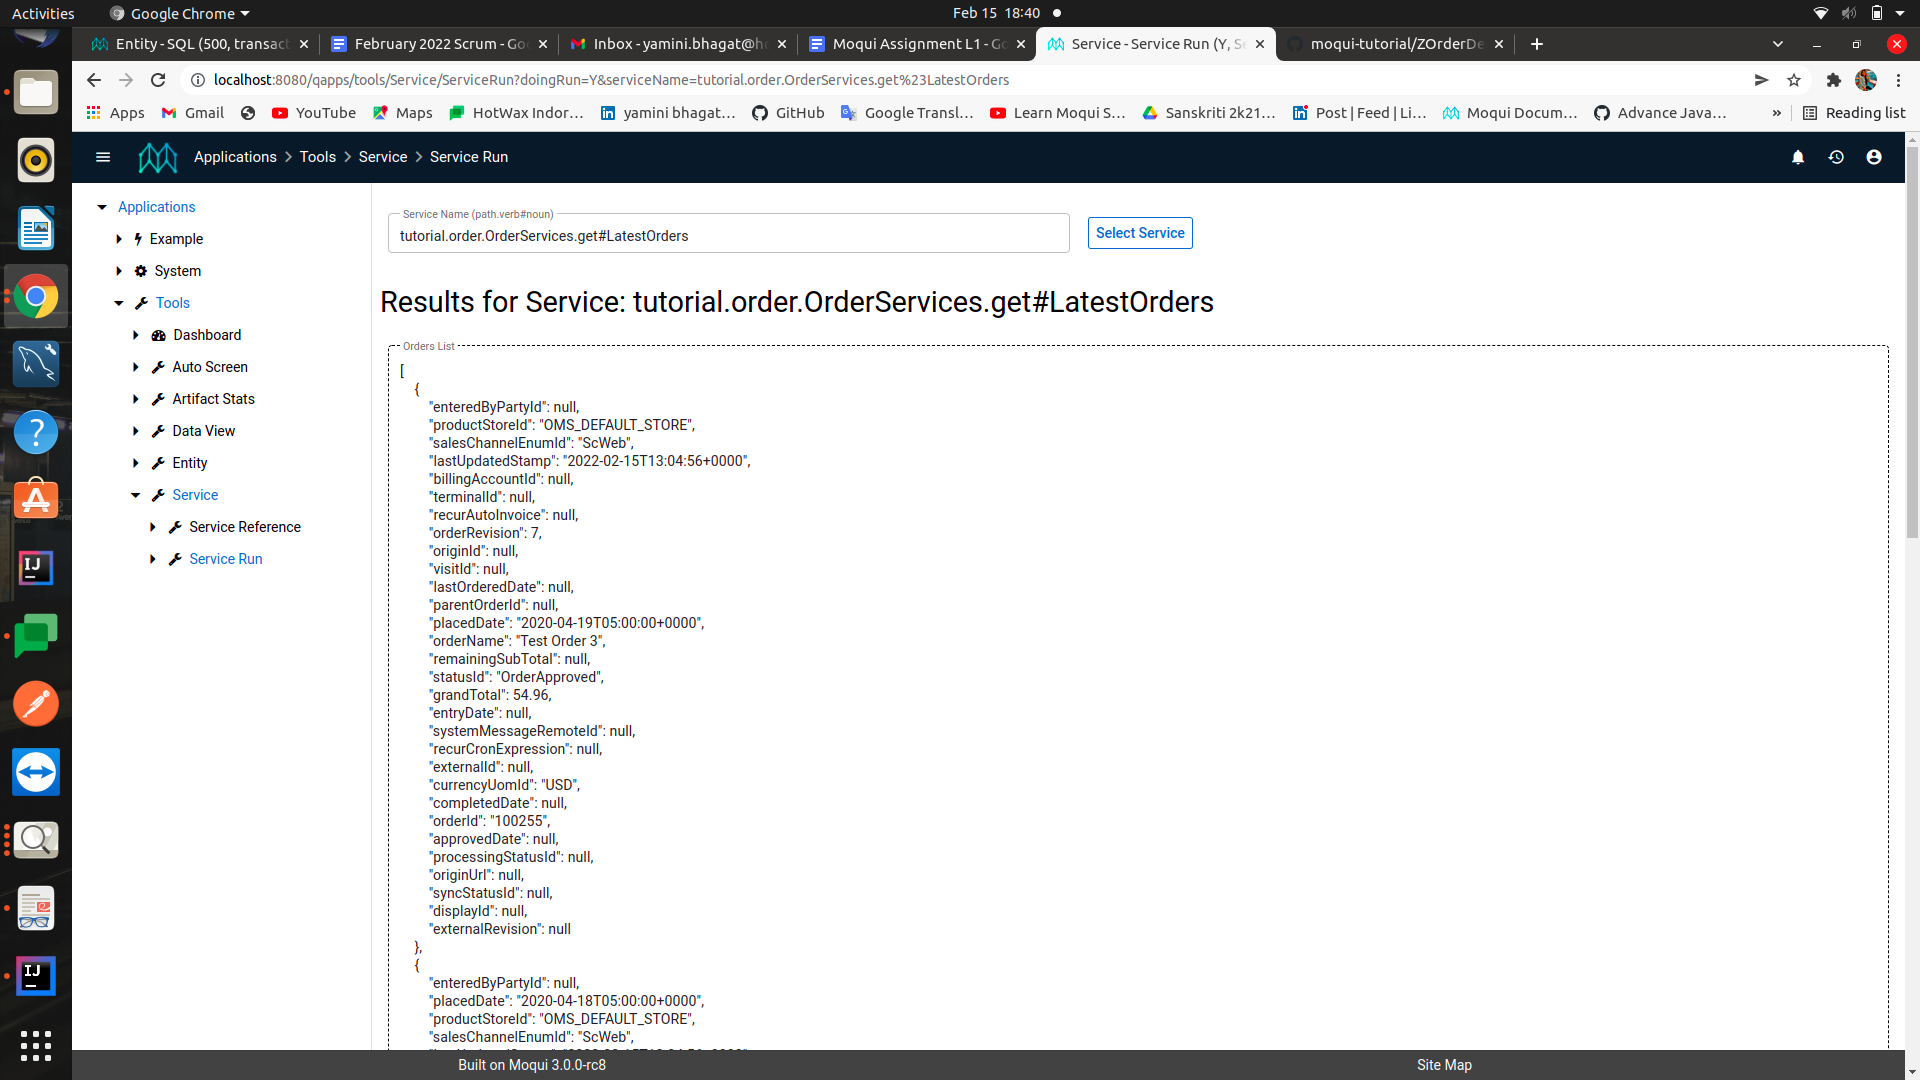 Activities
Google Chrome
Feb 15 18:40
Entity - SQL (500, transact
February 2022 Scrum - Go
Inbox - yamini.bhagat@h
Moqui Assignment L1 - G
Service - Service Run (Y, S
moqui-tutorial/ZOrderDe
localhost:8080/qapps/tools/Service/ServiceRun?doingRun=Y&serviceName=tutorial.order.OrderServices.get%23LatestOrders
Apps
Gmail
YouTube
Maps
HotWax Indor...
yamini bhagat...
GitHub
Google Transl...
Learn Moqui S...
Sanskriti 2k21...
Post | Feed | Li...
Moqui Docum...
Advance Java...
»
Reading list
Applications > Tools > Service > Service Run
Applications
Example
System
Tools
Dashboard
Auto Screen
Artifact Stats
Data View
Entity
Service
Service Reference
Service Run
Service Name (path.verb#noun)
tutorial.order.OrderServices.get#LatestOrders
Select Service
Results for Service: tutorial.order.OrderServices.get#LatestOrders
Orders List
[
{
"enteredByPartyId": null,
"productStoreId": "OMS_DEFAULT_STORE",
"salesChannelEnumId": "ScWeb",
"lastUpdatedStamp": "2022-02-15T13:04:56+0000",
"billingAccountId": null,
"terminalId": null,
"recurAutoInvoice": null,
"orderRevision": 7,
"originId": null,
"visitId": null,
"lastOrderedDate": null,
"parentOrderId": null,
"placedDate": "2020-04-19T05:00:00+0000",
"orderName": "Test Order 3",
"remainingSubTotal": null,
"statusId": "OrderApproved",
"grandTotal": 54.96,
"entryDate": null,
"systemMessageRemoteId": null,
"recurCronExpression": null,
"externalId": null,
"currencyUomId": "USD",
"completedDate": null,
"orderId": "100255",
"approvedDate": null,
"processingStatusId": null,
"originUrl": null,
"syncStatusId": null,
"displayId": null,
"externalRevision": null
},
{
"enteredByPartyId": null,
"placedDate": "2020-04-18T05:00:00+0000",
"productStoreId": "OMS_DEFAULT_STORE",
"salesChannelEnumId": "ScWeb",
Built on Moqui 3.0.0-rc8
Site Map